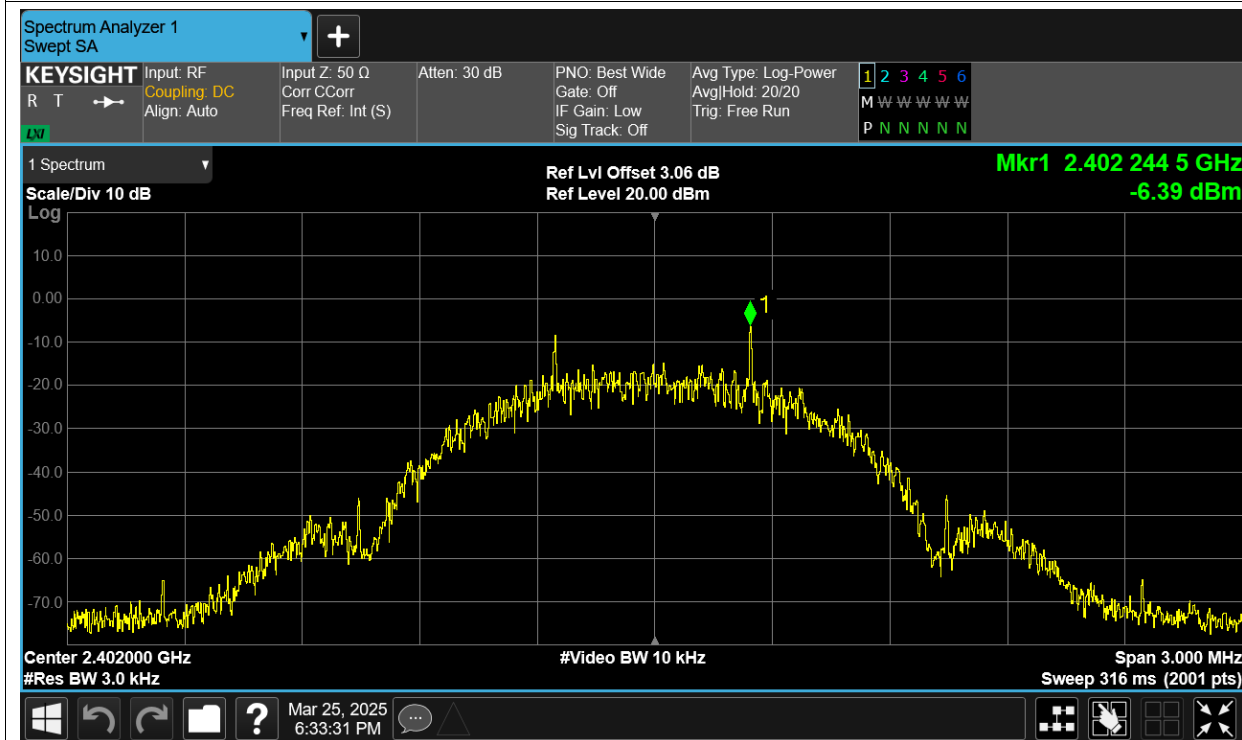 Spectrum Analyzer 1
Swept SA
+
KEYSIGHT
R T
LXI
Input: RF
Coupling: DC
Align: Auto
Input Z: 50 Ω
Corr CCorr
Freq Ref: Int (S)
Atten: 30 dB
PNO: Best Wide
Gate: Off
IF Gain: Low
Sig Track: Off
Avg Type: Log-Power
Avg|Hold: 20/20
Trig: Free Run
1 2 3 4 5 6
M W W W W W
P N N N N N
1 Spectrum
Scale/Div 10 dB
Log
Ref Lvl Offset 3.06 dB
Ref Level 20.00 dBm
Mkr1 2.402 244 5 GHz
-6.39 dBm
10.0
0.00
-10.0
-20.0
-30.0
-40.0
-50.0
-60.0
-70.0
1
Center 2.402000 GHz
#Res BW 3.0 kHz
#Video BW 10 kHz
Span 3.000 MHz
Sweep 316 ms (2001 pts)
?
Mar 25, 2025
6:33:31 PM